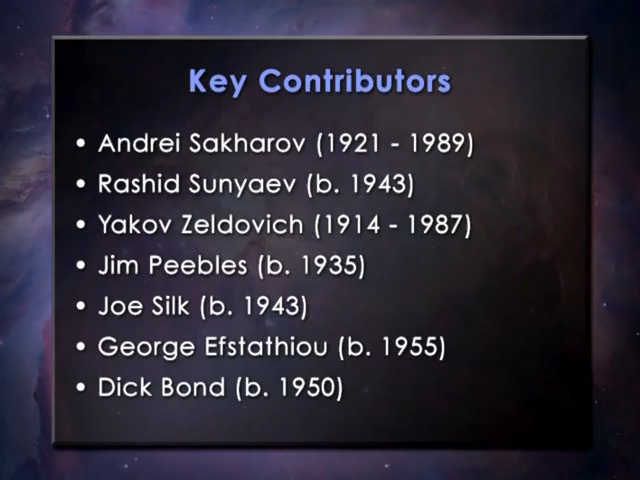 Key Contributors
• Andrei Sakharov (1921 - 1989)
• Rashid Sunyaev (b. 1943)
• Yakov Zeldovich (1914 - 1987)
• Jim Peebles (b. 1935)
• Joe Silk (b. 1943)
• George Efstathiou (b. 1955)
• Dick Bond (b. 1950)